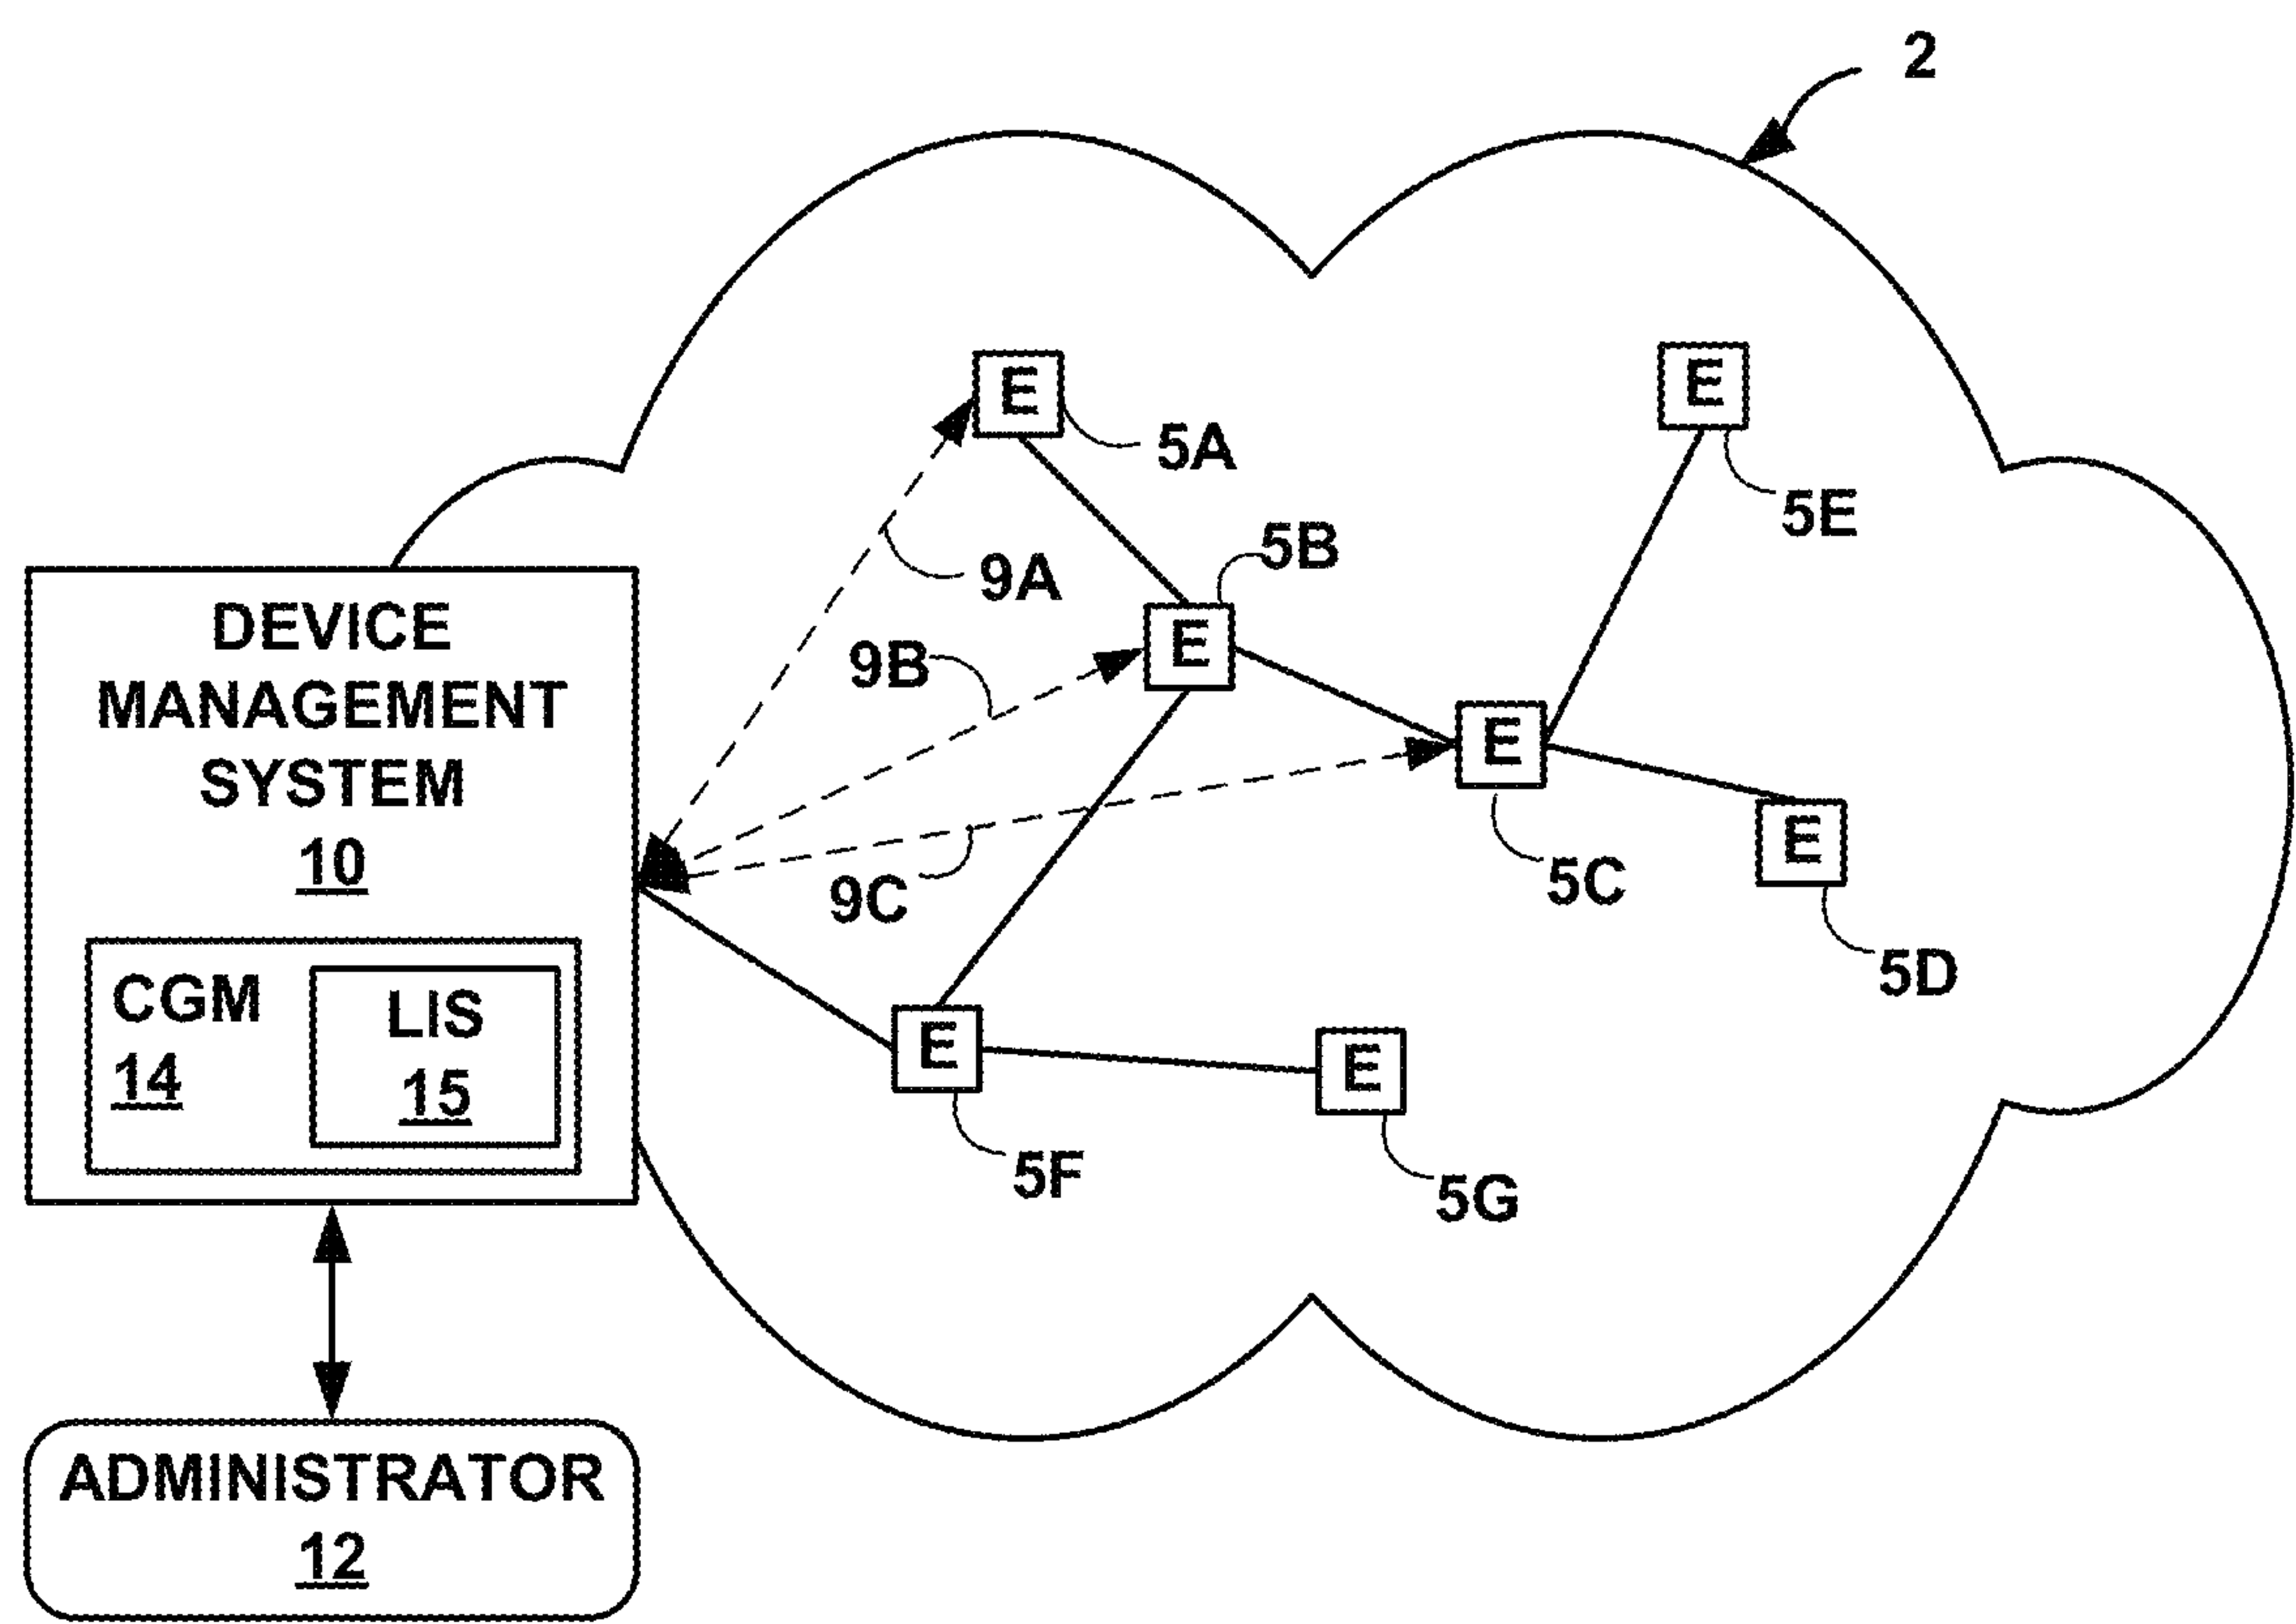 2
E
5A
E
5E
5B
9A
E
9B
DEVICE
MANAGEMENT
SYSTEM
10
E
5C
E
5D
9C
CGM
14
LIS
15
E
5F
E
5G
ADMINISTRATOR
12